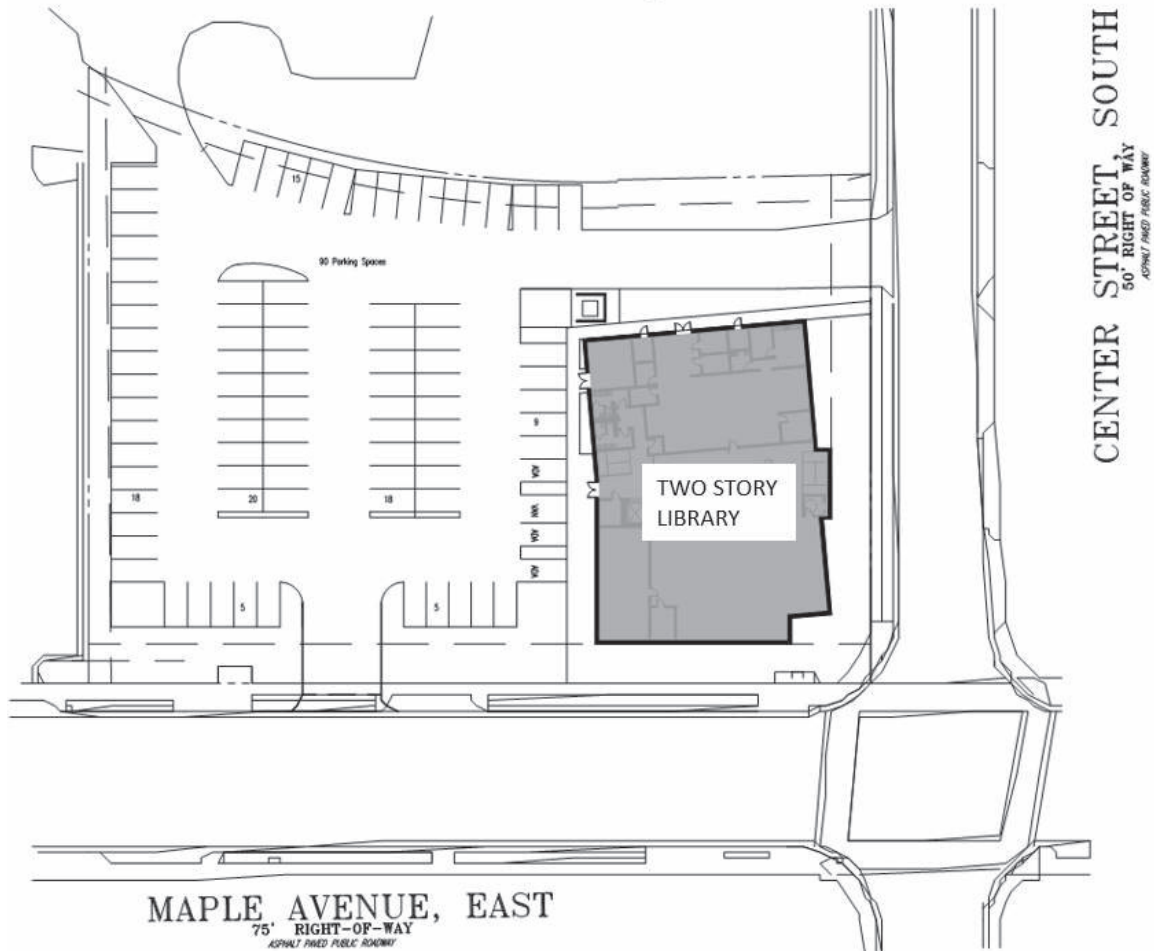 CENTER STREET, SOUTH
50' RIGHT OF WAY
ASPHALT PAVED PUBLIC ROADWAY
15
90 Parking Spaces
9
ADA
VAN
ADA
ADA
18
20
18
TWO STORY
LIBRARY
5
5
MAPLE AVENUE, EAST
75' RIGHT-OF-WAY
ASPHALT PAVED PUBLIC ROADWAY